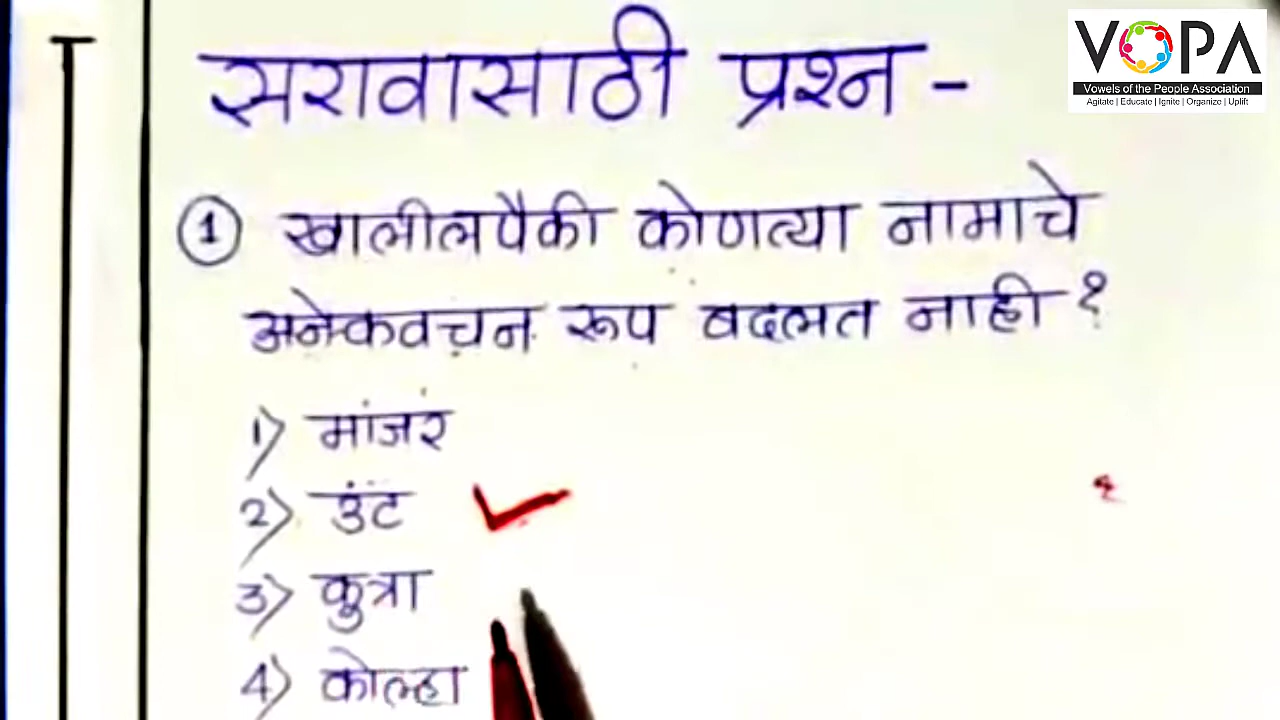 VOPA
Vowels of the People Association
Agitate | Educate | Ignite | Organize | Uplift
सरावासाठी प्रश्न -
① खालीलपैकी कोणत्या नामाचे
अनेकवचन रूप बदलत नाही ?
1) मांजरं
2) उंट
3) कुत्रा
4) कोल्हा